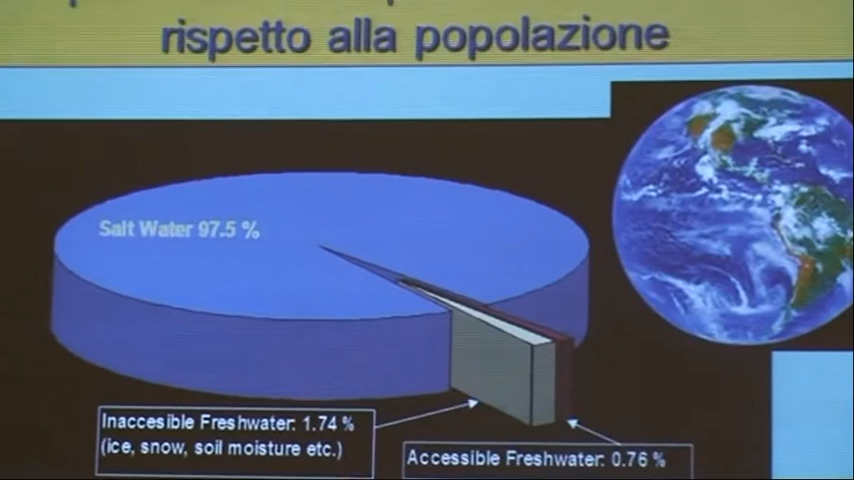 rispetto alla popolazione
Salt Water 97.5 %
Inaccesible Freshwater: 1.74 %
(ice, snow, soil moisture etc.)
Accessible Freshwater: 0.76 %